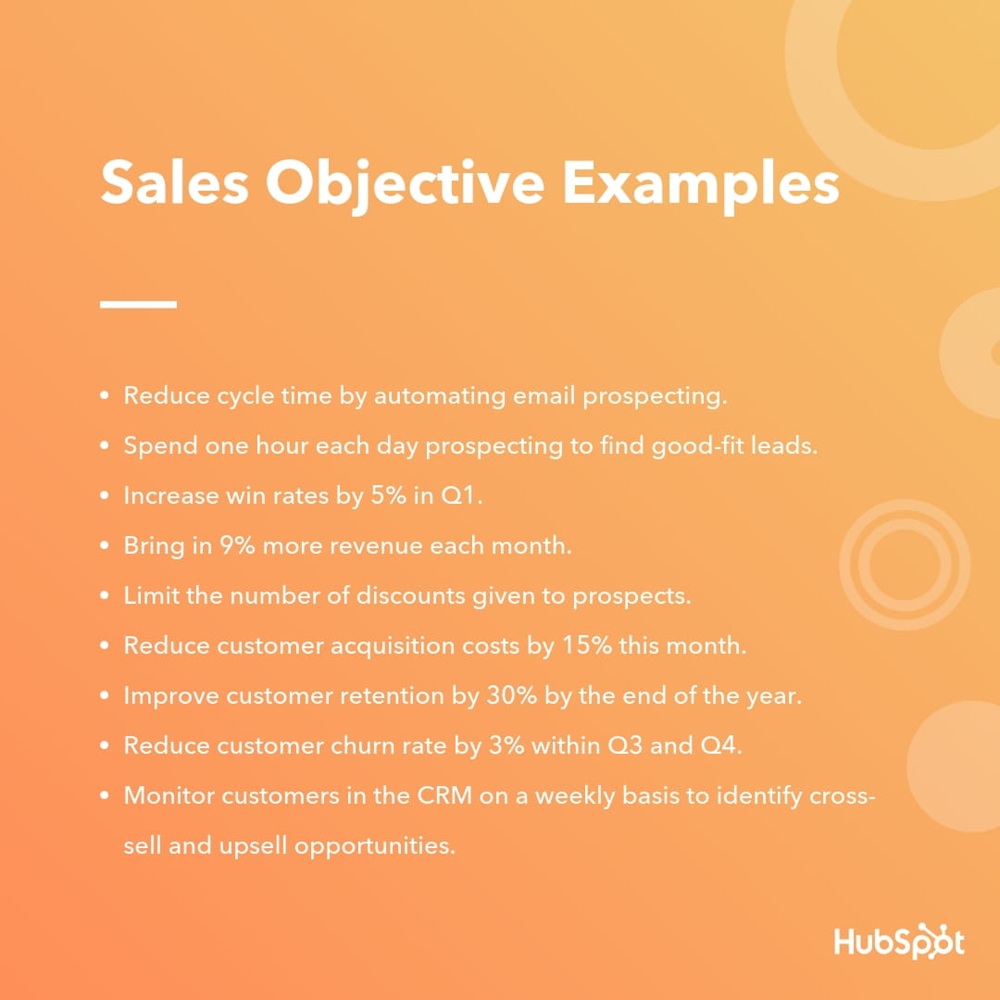 Sales Objective Examples
• Reduce cycle time by automating email prospecting.
• Spend one hour each day prospecting to find good-fit leads.
• Increase win rates by 5% in Q1.
• Bring in 9% more revenue each month.
• Limit the number of discounts given to prospects.
• Reduce customer acquisition costs by 15% this month.
• Improve customer retention by 30% by the end of the year.
• Reduce customer churn rate by 3% within Q3 and Q4.
• Monitor customers in the CRM on a weekly basis to identify cross-
sell and upsell opportunities.
HubSpot